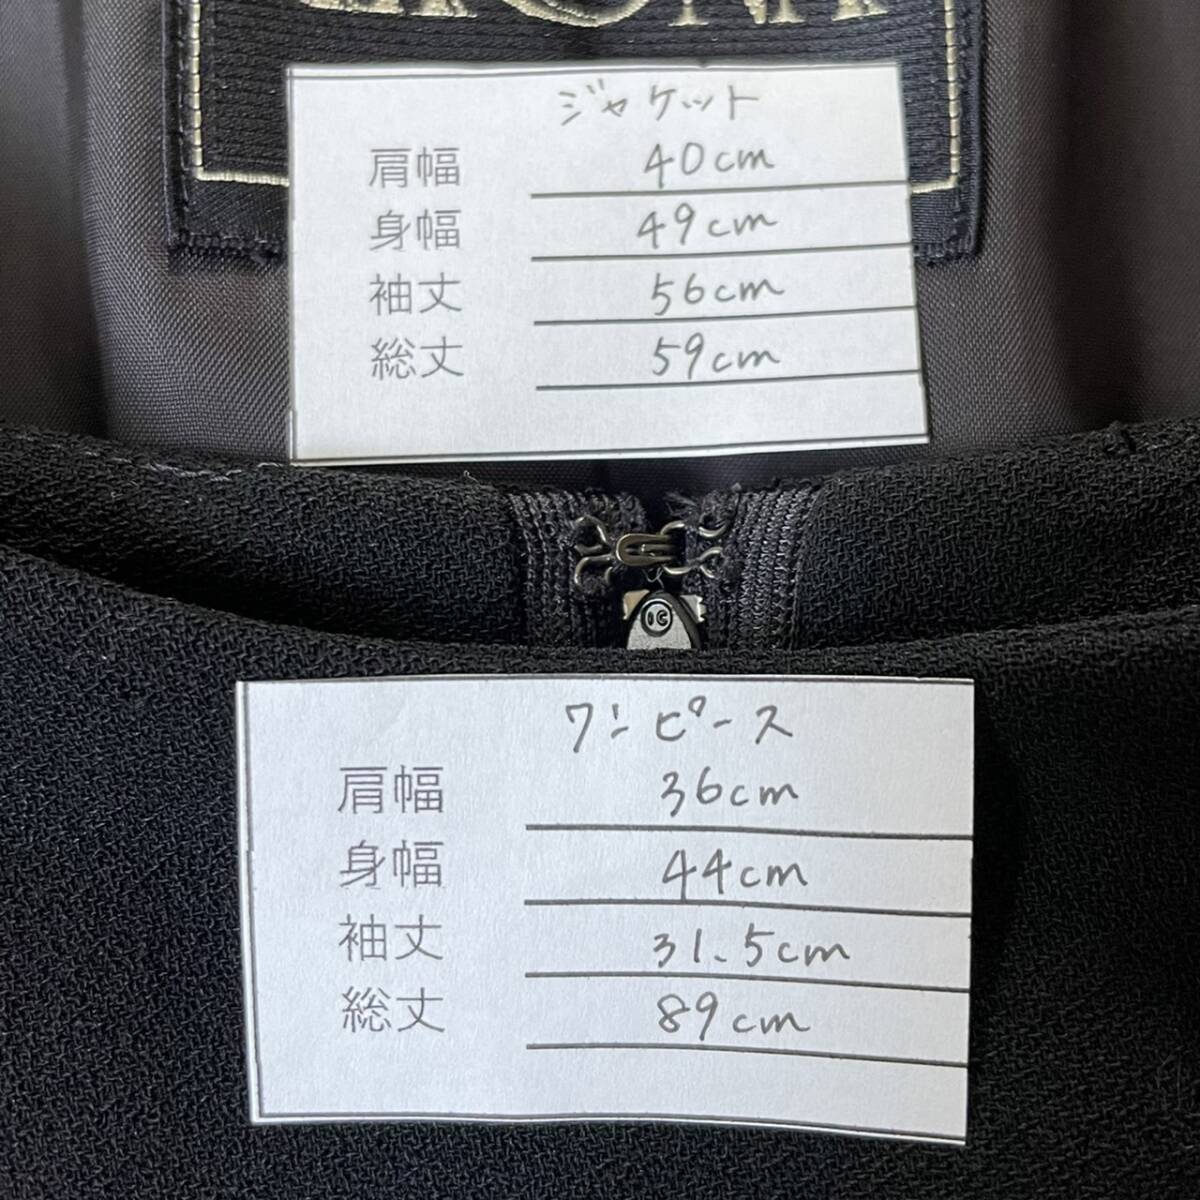 ジャケット
肩幅 40cm
身幅 49cm
袖丈 56cm
総丈 59cm
ワンピース
肩幅 36cm
身幅 44cm
袖丈 31.5cm
総丈 89cm